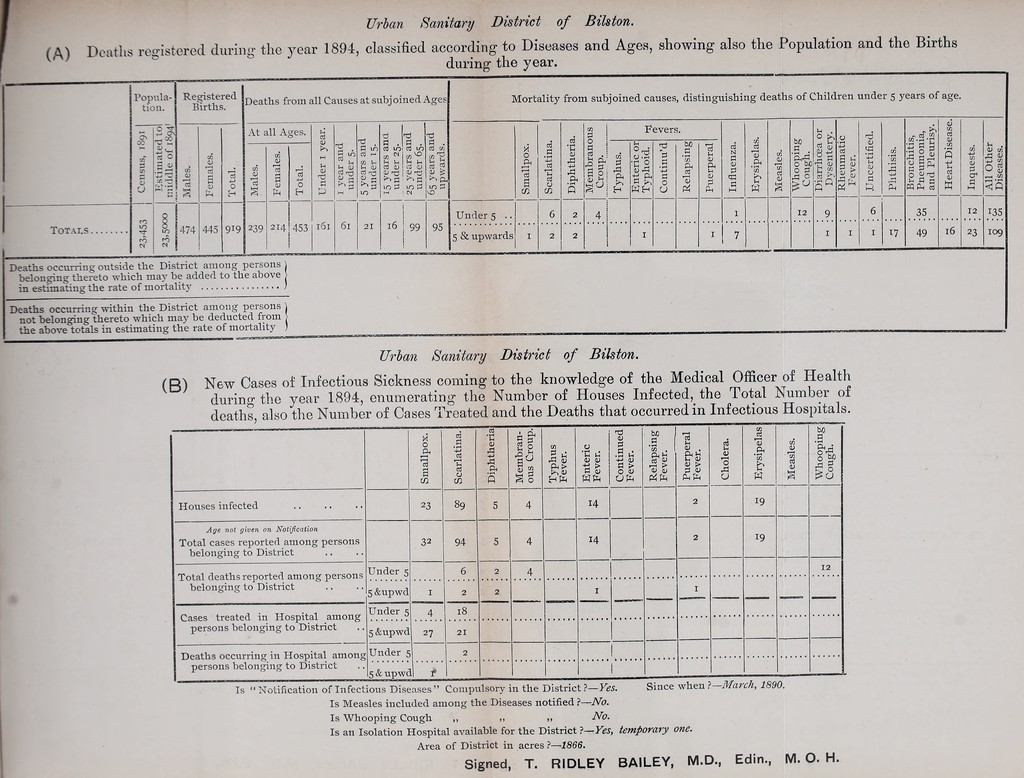 Urban Sanitary District of Bilston.
(A) Deaths registered during the year 1894, classified according to Diseases and Ages, showing also the Population and the Births
during the year.
Popula-
tion.
Registered
Births.
Deaths from all Causes at subjoined Ages
Mortality from subjoined causes, distinguishing deaths of Children under 5 years of age.
Census, 1891
Estimated to
middle of 1894
Males.
Females.
Total.
At all Ages.
Males.
Females.
Total.
Under 1 year.
1 year and
under 5.
5 years and
under 15.
15 years and
under 25.
25 years and
under 65.
65 years and
upwards.
Smallpox.
Scarlatina.
Diphtheria.
Membranous
Croup.
Fevers.
Typhus.
Enteric or
Typhoid.
Continu'd
Relapsing
Puerperal
Influenza.
Erysipelas.
Measles.
Whooping
Cough.
Diarrhœa or
Dysentery.
Rheumatic
Fever.
Uncertified.
Phthisis.
Bronchitis,
Pneumonia,
and Pleurisy.
Heart Disease.
Inquests.
All Other
Diseases.
TOTALS........ 23,453 23,5000 474 445 919 239 214 453 161 61 21 16 99 95
Under 5 .. 6 2 4 1 12 9 6 35 12 135
5 & upwards 1 2 2 1 1 7 1 1 1 17 49 16 23 109
Deaths occurring outside the District among persons
belonging thereto which may be added to the above
in estimating the rate of mortality ................
Deaths occurring within the District among persons
not belonging thereto which may be deducted from
the above totals in estimating the rate of mortality
Urban Sanitary District of Bilston.
(B) New Cases of Infectious Sickness coming to the knowledge of the Medical Officer of Health
during the year 1894, enumerating the Number of Houses Infected, the Total Number of
deaths, also the Number of Cases Treated and the Deaths that occurred in Infectious Hospitals.
Smallpox.
Scarlatina.
Diphtheria
Membran-
ous Croup.
Typhus
Fever.
Enteric
Fever.
Continued
Fever.
Relapsing
Fever.
Puerperal
Fever.
Cholera.
Erysipelas
Measles.
Whooping
Cough.
Houses infected .. .. .. 23 89 5 4 14 2 19
Age not given on Notification
Total cases reported among persons
belonging to District .. .. 32 94 5 4 14 2 19
Total deaths reported among persons
belonging to District .. ..
Under 5 6 2 4 12
5 & upwd 1 2 2 1 1
Cases treated in Hospital among
persons belonging to District ..
Under 5 4 18
5 & upwd 27 21
Deaths occurring in Hospital among
persons belonging to District ..
Under 5 2
5 & upwd 1
Is "Notification of Infectious Diseases" Compulsory in the District?—Yes. Since when?—March, 1890.
Is Measles included among the Diseases notified?—No.
Is Whooping Cough ,, ,, ,, No.
Is an Isolation Hospital available for the District?—Yes, temporary one.
Area of District in acres?—1866.
Signed, T. RIDLEY BAILEY, M.D., Edin., M. O. H.